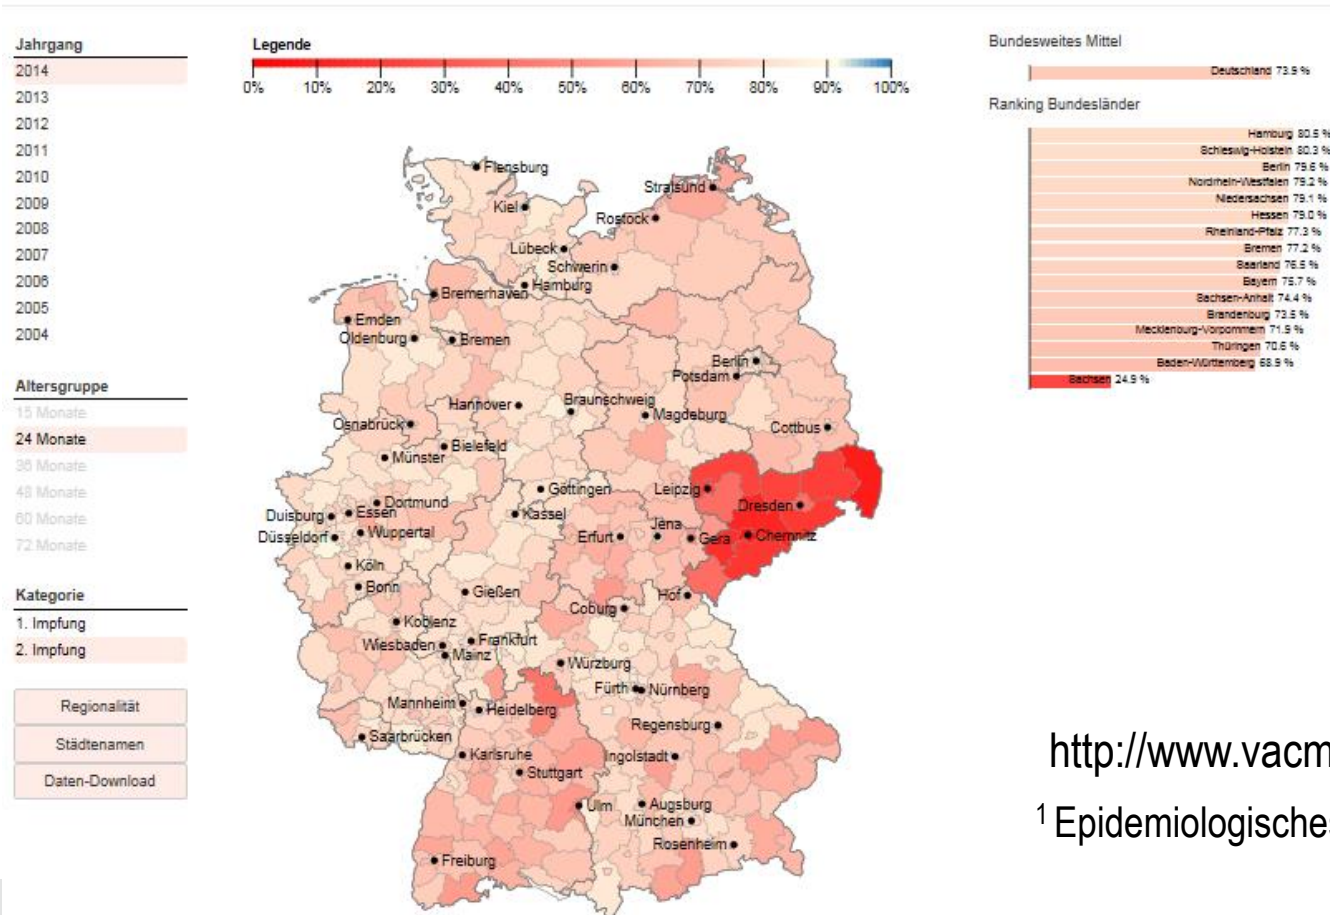 Jahrgang
2014
2013
2012
2011
2010
2009
2008
2007
2006
2005
2004
Altersgruppe
15 Monate
24 Monate
36 Monate
48 Monate
60 Monate
72 Monate
Kategorie
1. Impfung
2. Impfung
Regionalität
Städtenamen
Daten-Download
Legende
0% 10% 20% 30% 40% 50% 60% 70% 80% 90% 100%
Flensburg
Stralsund
Kiel
Rostock
Lübeck
Schwerin
Hamburg
Bremerhaven
Emden
Oldenburg
Bremen
Berlin
Potsdam
Braunschweig
Hannover
Magdeburg
Osnabrück
Cottbus
Bielefeld
Münster
Göttingen
Leipzig
Dortmund
Dresden
Duisburg
Essen
Kassel
Jena
Düsseldorf
Wuppertal
Erfurt
Gera
Chemnitz
Köln
Bonn
Gießen
Hof
Coburg
Koblenz
Wiesbaden
Frankfurt
Mainz
Würzburg
Fürth
Nürnberg
Mannheim
Heidelberg
Regensburg
Saarbrücken
Karlsruhe
Ingolstadt
Stuttgart
Ulm
Augsburg
München
Rosenheim
Freiburg
Bundesweites Mittel
Deutschland 73.9 %
Ranking Bundesländer
Hamburg 80.5 %
Schleswig-Holstein 80.3 %
Berlin 79.6 %
Nordrhein-Westfalen 79.2 %
Niedersachsen 79.1 %
Hessen 79.0 %
Rheinland-Pfalz 77.3 %
Bremen 77.2 %
Saarland 76.5 %
Bayern 75.7 %
Sachsen-Anhalt 74.4 %
Brandenburg 73.5 %
Mecklenburg-Vorpommern 71.9 %
Thüringen 70.6 %
Baden-Württemberg 68.9 %
Sachsen 24.9 %
http://www.vacm
1 Epidemiologisches